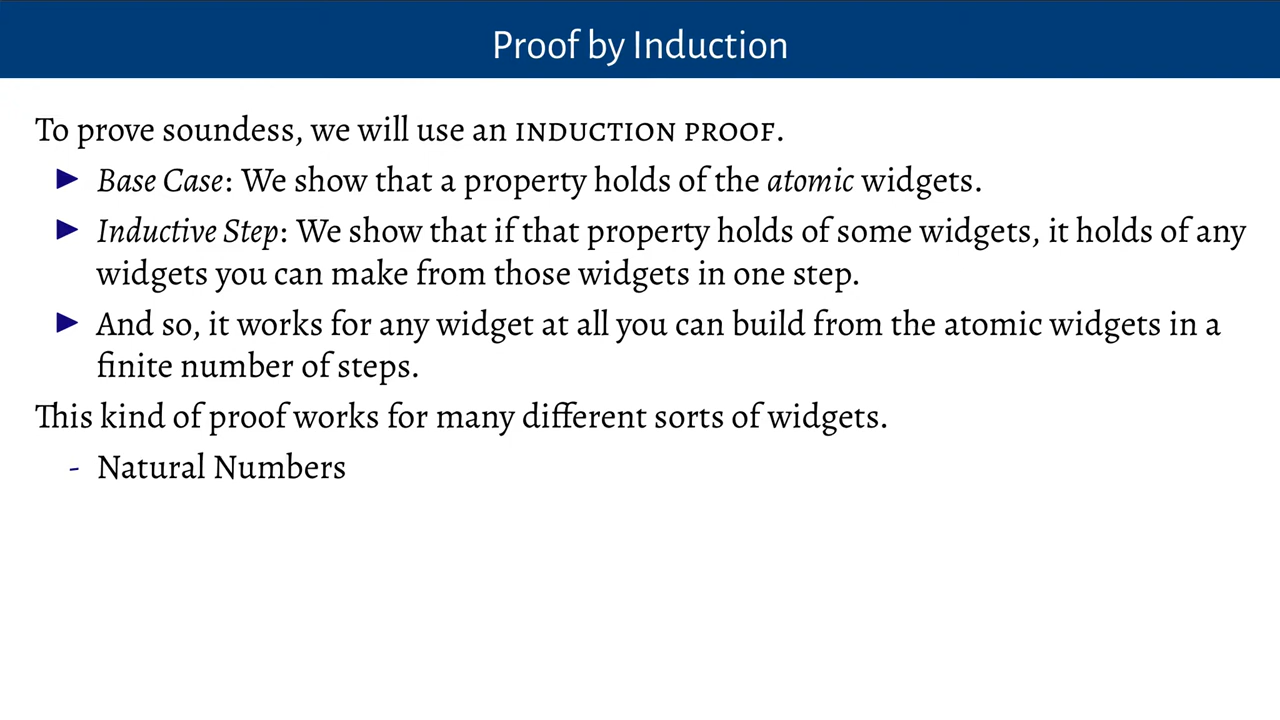 Proof by Induction
To prove soundess, we will use an INDUCTION PROOF.
► Base Case: We show that a property holds of the atomic widgets.
► Inductive Step: We show that if that property holds of some widgets, it holds of any
widgets you can make from those widgets in one step.
► And so, it works for any widget at all you can build from the atomic widgets in a
finite number of steps.
This kind of proof works for many different sorts of widgets.
- Natural Numbers